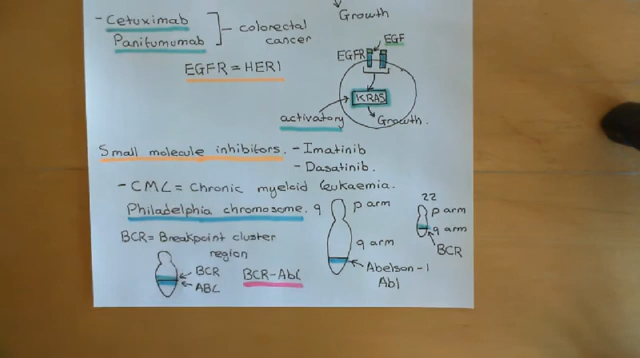 Growth
- Cetuximab
Panitumumab
colorectal
cancer
EGFR = HER1
EGFR
EGF
KRAS
activatory
Growth.
Small molecule inhibitors.
- Imatinib
- Dasatinib.
- CML = Chronic myeloid leukaemia.
Philadelphia chromosome.
9
p arm
q arm
Abelson-1
Abl
22
p arm
q arm
BCR
BCR = Breakpoint cluster
region
BCR
ABL
BCR-Abl